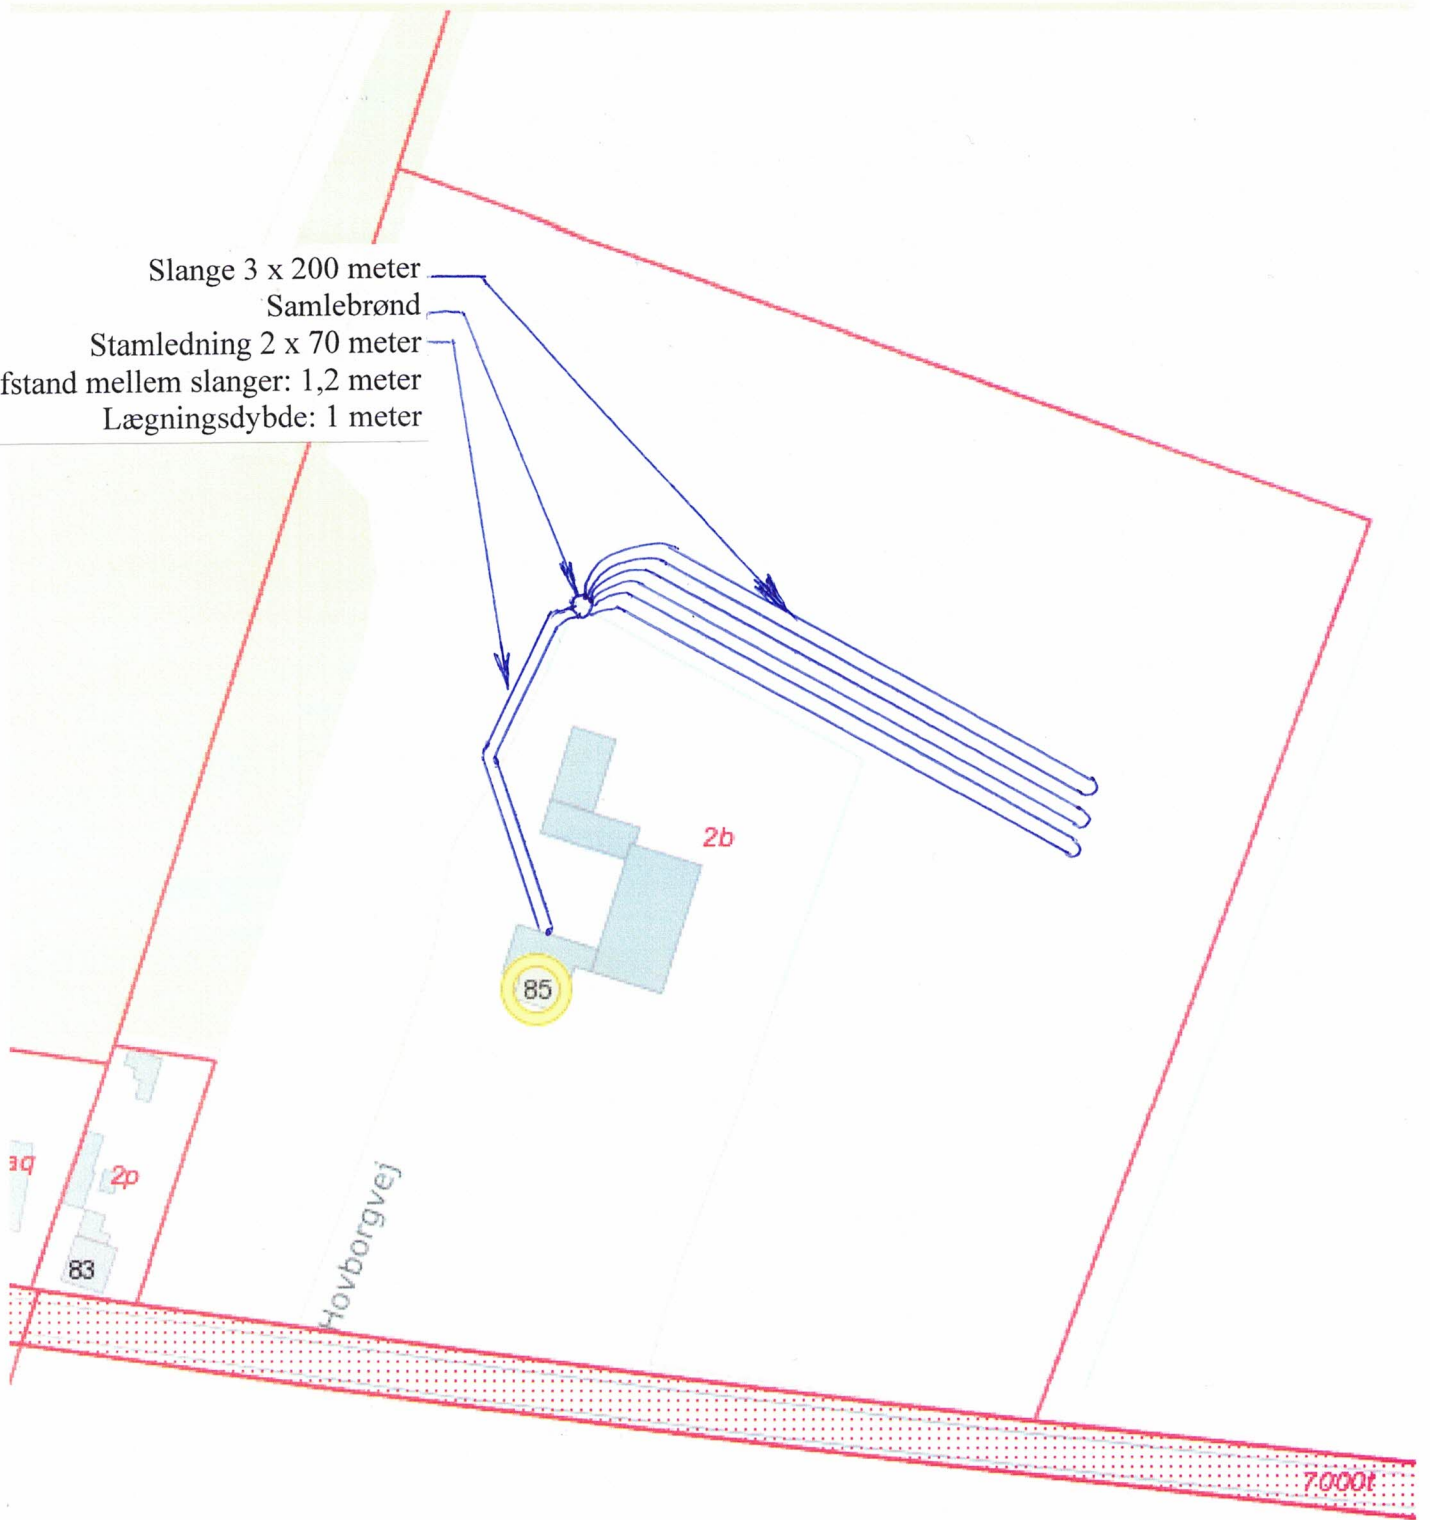 Slange 3 x 200 meter
Samlebrønd
Stamledning 2 x 70 meter
fstand mellem slanger: 1,2 meter
Lægningsdybde: 1 meter
2b
85
aq
2p
83
Hovborgvej
7000t